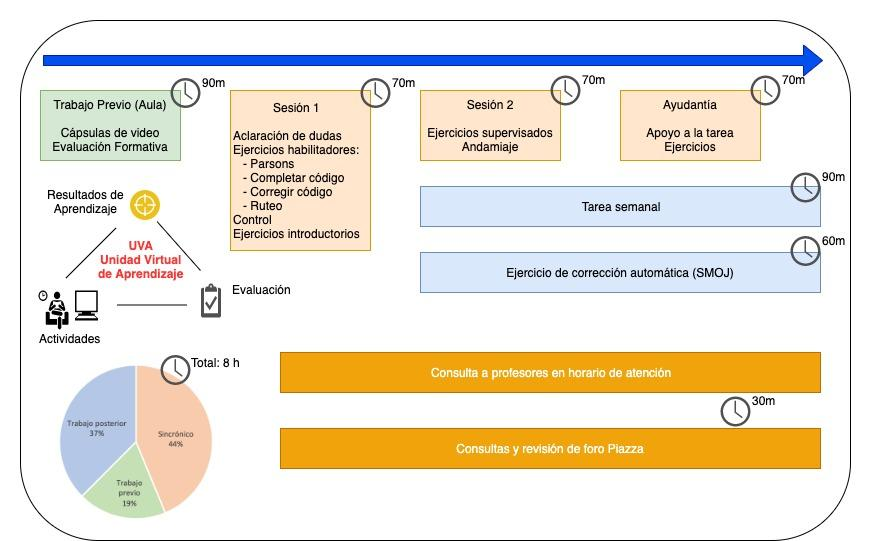 90m
Trabajo Previo (Aula)
Cápsulas de video
Evaluación Formativa
70m
Sesión 1
Aclaración de dudas
Ejercicios habilitadores:
- Parsons
- Completar código
- Corregir código
- Ruteo
Control
Ejercicios introductorios
70m
Sesión 2
Ejercicios supervisados
Andamiaje
70m
Ayudantía
Apoyo a la tarea
Ejercicios
90m
Tarea semanal
60m
Ejercicio de corrección automática (SMOJ)
Resultados de
Aprendizaje
UVA
Unidad Virtual
de Aprendizaje
Evaluación
Actividades
Total: 8 h
Trabajo posterior
37%
Sincrónico
44%
Trabajo
previo
19%
Consulta a profesores en horario de atención
30m
Consultas y revisión de foro Piazza